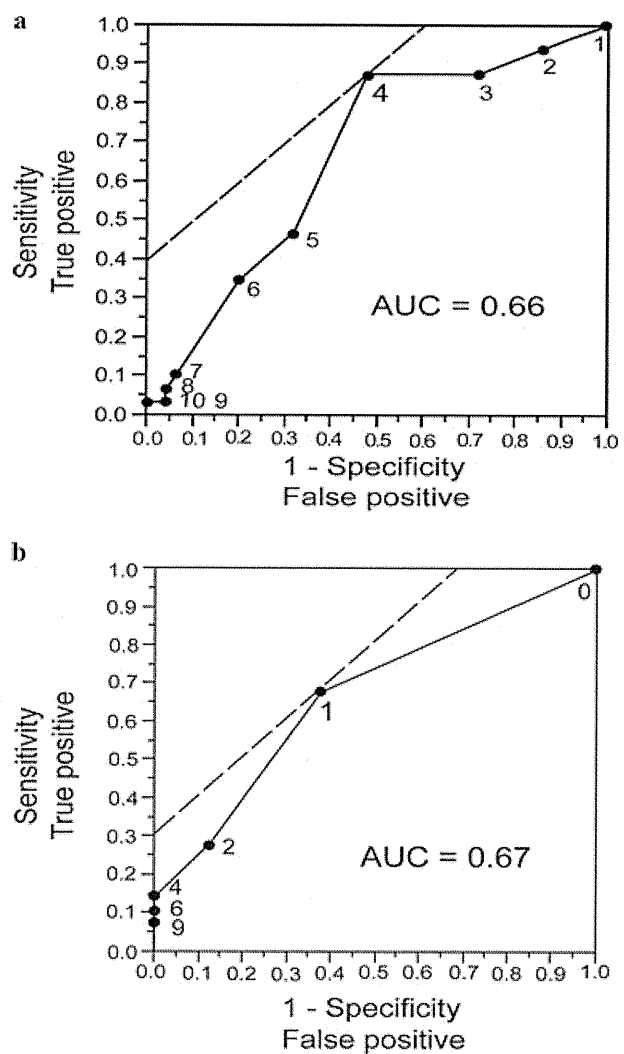 a
1.0
0.9
0.8
0.7
0.6
0.5
0.4
0.3
0.2
0.1
0.0
Sensitivity
True positive
1
2
3
4
5
6
7
8
10 9
AUC = 0.66
0.0 0.1 0.2 0.3 0.4 0.5 0.6 0.7 0.8 0.9 1.0
1 - Specificity
False positive
b
1.0
0.9
0.8
0.7
0.6
0.5
0.4
0.3
0.2
0.1
0.0
Sensitivity
True positive
0
1
2
4
6
9
AUC = 0.67
0.0 0.1 0.2 0.3 0.4 0.5 0.6 0.7 0.8 0.9 1.0
1 - Specificity
False positive